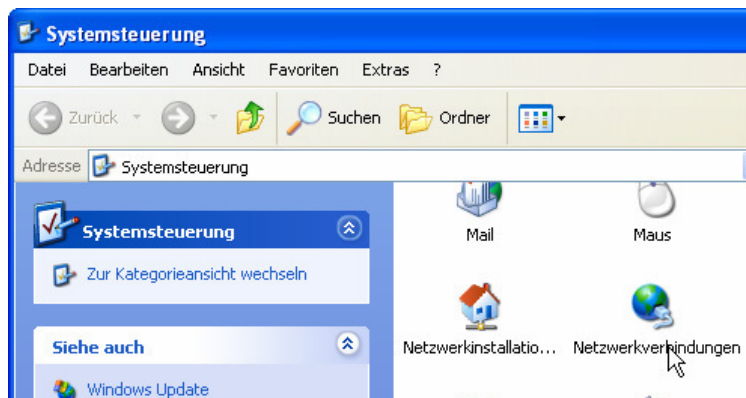 Systemsteuerung
Datei Bearbeiten Ansicht Favoriten Extras ?
Zurück Suchen Ordner
Adresse Systemsteuerung
Systemsteuerung
Zur Kategorieansicht wechseln
Siehe auch
Windows Update
Mail Maus
Netzwerkinstallatio... Netzwerkverbindungen